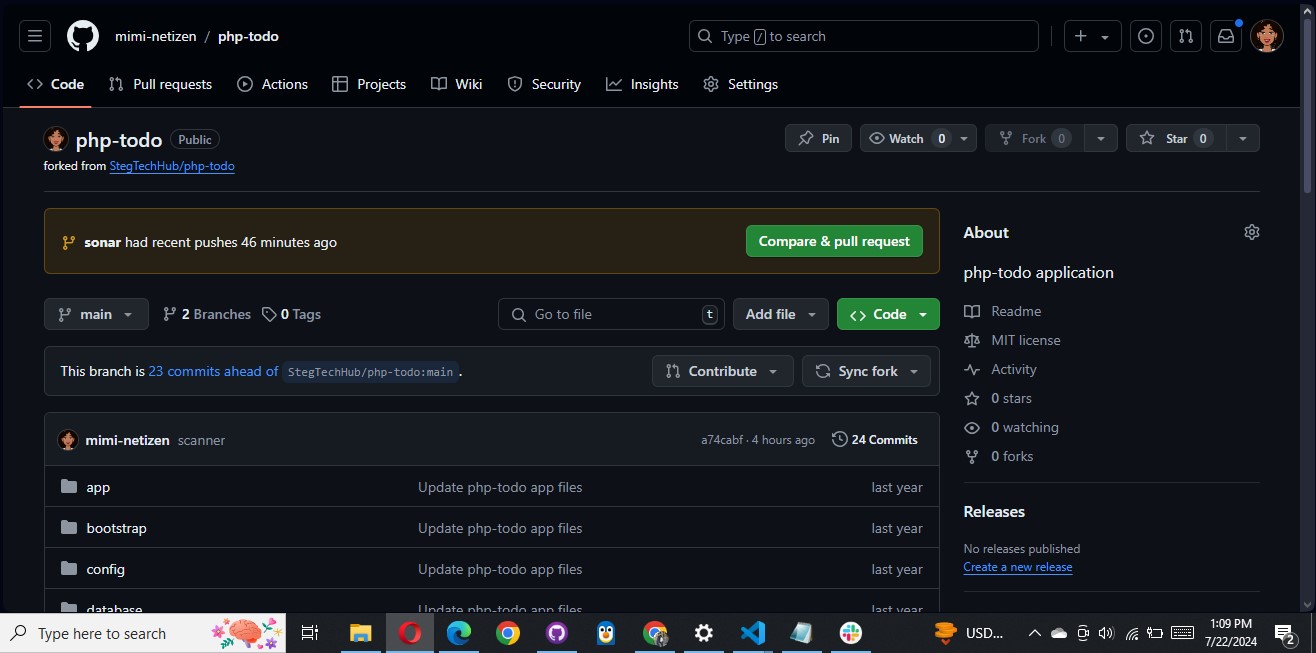 mimi-netizen / php-todo
Type / to search
Code Pull requests Actions Projects Wiki Security Insights Settings
php-todo Public
Pin Watch 0 Fork 0 Star 0
forked from StegTechHub/php-todo
sonar had recent pushes 46 minutes ago
Compare & pull request
main 2 Branches 0 Tags
Go to file t
Add file
Code
This branch is 23 commits ahead of StegTechHub/php-todo:main .
Contribute
Sync fork
mimi-netizen scanner a74cabf · 4 hours ago 24 Commits
app Update php-todo app files last year
bootstrap Update php-todo app files last year
config Update php-todo app files last year
database Update php-todo app files last year
About
php-todo application
Readme
MIT license
Activity
0 stars
0 watching
0 forks
Releases
No releases published
Create a new release
Type here to search
USD...
1:09 PM
7/22/2024
2